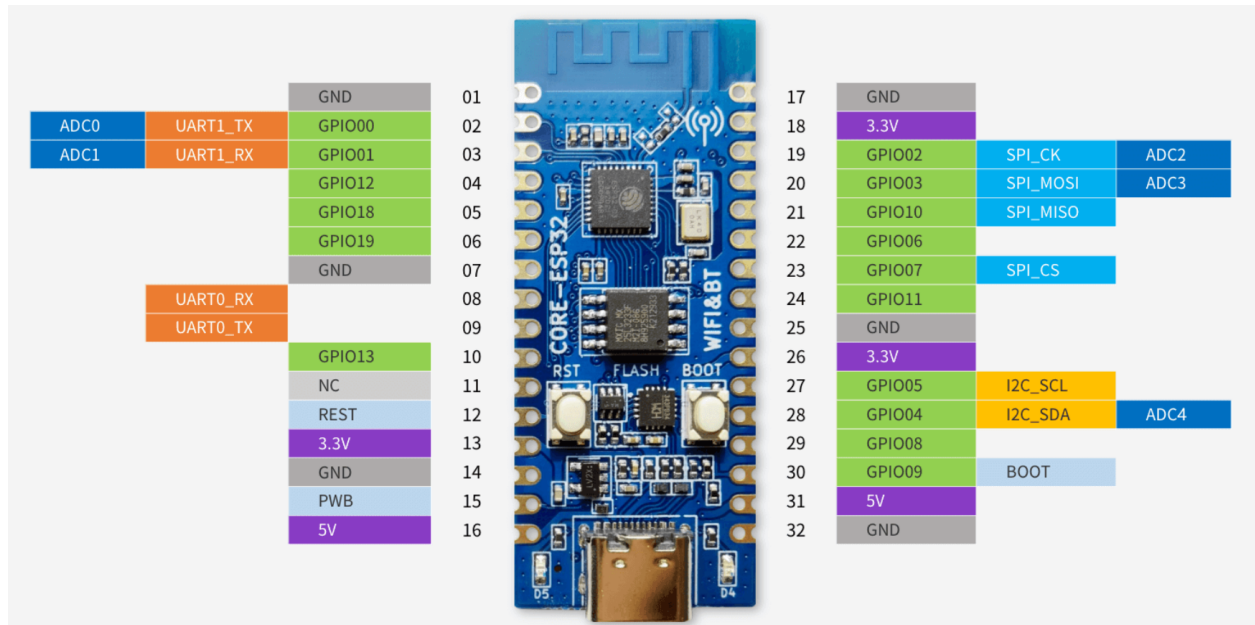 GND 01 17 GND
ADC0 UART1_TX GPIO00 02 18 3.3V
ADC1 UART1_RX GPIO01 03 19 GPIO02 SPI_CK ADC2
GPIO12 04 20 GPIO03 SPI_MOSI ADC3
GPIO18 05 21 GPIO10 SPI_MISO
GPIO19 06 22 GPIO06
GND 07 23 GPIO07 SPI_CS
UART0_RX 08 24 GPIO11
UART0_TX 09 25 GND
GPIO13 10 26 3.3V
NC 11 27 GPIO05 I2C_SCL
REST 12 28 GPIO04 I2C_SDA ADC4
3.3V 13 29 GPIO08
GND 14 30 GPIO09 BOOT
PWB 15 31 5V
5V 16 32 GND
CORE-ESP32
WIFI&BT
RST FLASH BOOT
D5 D4